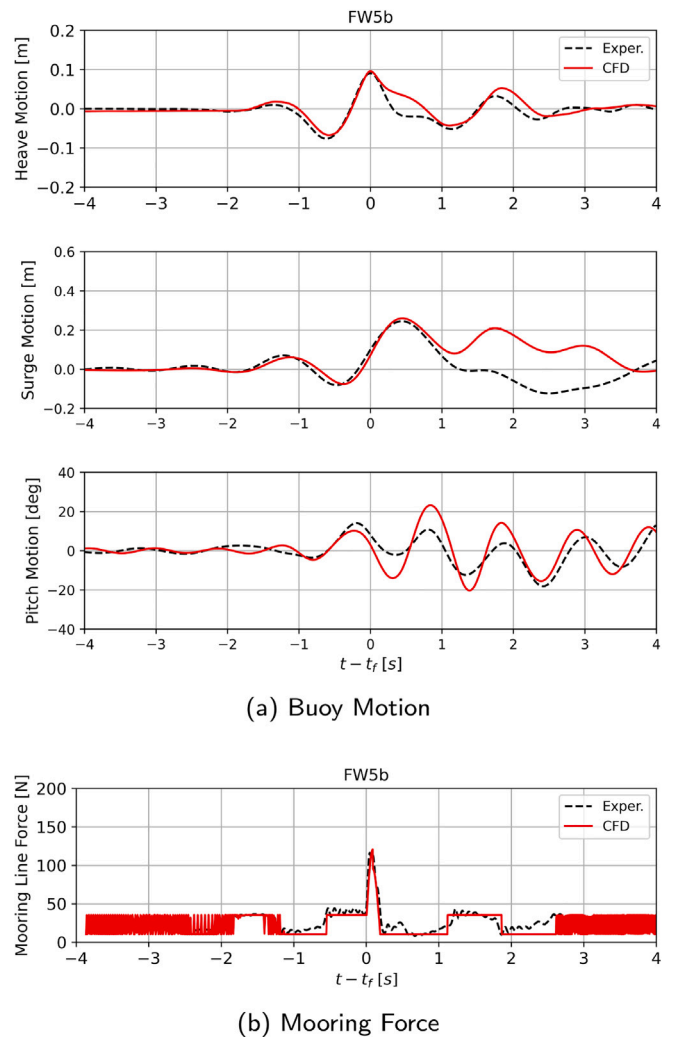 FW5b
Heave Motion [m]
0.2
0.1
0.0
−0.1
−0.2
Exper.
CFD
−4 −3 −2 −1 0 1 2 3 4
Surge Motion [m]
0.6
0.4
0.2
0.0
−0.2
−4 −3 −2 −1 0 1 2 3 4
Pitch Motion [deg]
40
20
0
−20
−40
−4 −3 −2 −1 0 1 2 3 4
t − t_f [s]
(a) Buoy Motion
FW5b
Mooring Line Force [N]
200
150
100
50
0
Exper.
CFD
−4 −3 −2 −1 0 1 2 3 4
t − t_f [s]
(b) Mooring Force